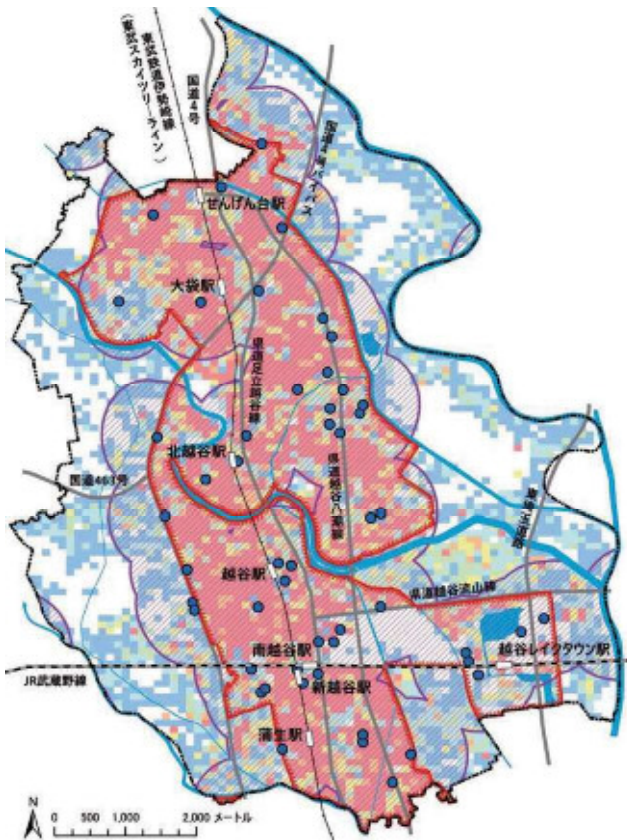 東武鉄道伊勢崎線
(東武スカイツリーライン)
国道4号
国道4号バイパス
せんげん台駅
大袋駅
県道足立越谷線
北越谷駅
国道463号
県道越谷八潮線
東埼玉道路
越谷駅
県道越谷流山線
南越谷駅
越谷レイクタウン駅
JR武蔵野線
新越谷駅
蒲生駅
N
0 500 1,000 2,000 メートル